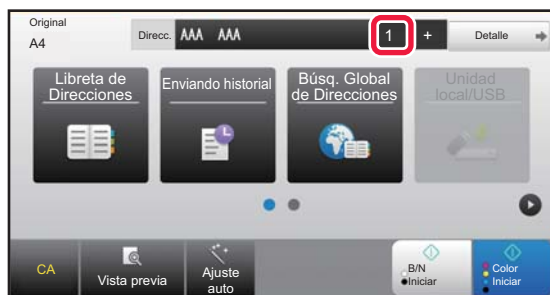 Original
A4
Direcc.
AAA AAA
1
+
Detalle
Libreta de
Direcciones
Enviando historial
Búsq. Global
de Direcciones
Unidad
local/USB
CA
Vista previa
Ajuste
auto
B/N
Iniciar
Color
Iniciar